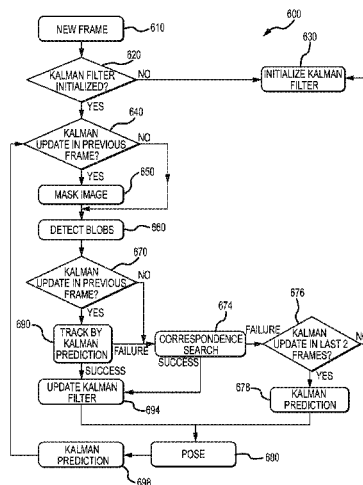 NEW FRAME
610
600
620
KALMAN FILTER
INITIALIZED?
NO
YES
630
INITIALIZE KALMAN
FILTER
640
KALMAN
UPDATE IN PREVIOUS
FRAME?
NO
YES
650
MASK IMAGE
660
DETECT BLOBS
670
KALMAN
UPDATE IN PREVIOUS
FRAME?
NO
YES
690
TRACK BY
KALMAN
PREDICTION
FAILURE
SUCCESS
674
CORRESPONDENCE
SEARCH
FAILURE
SUCCESS
676
KALMAN
UPDATE IN LAST 2
FRAMES?
NO
YES
UPDATE KALMAN
FILTER
694
678
KALMAN
PREDICTION
KALMAN
PREDICTION
698
POSE
680